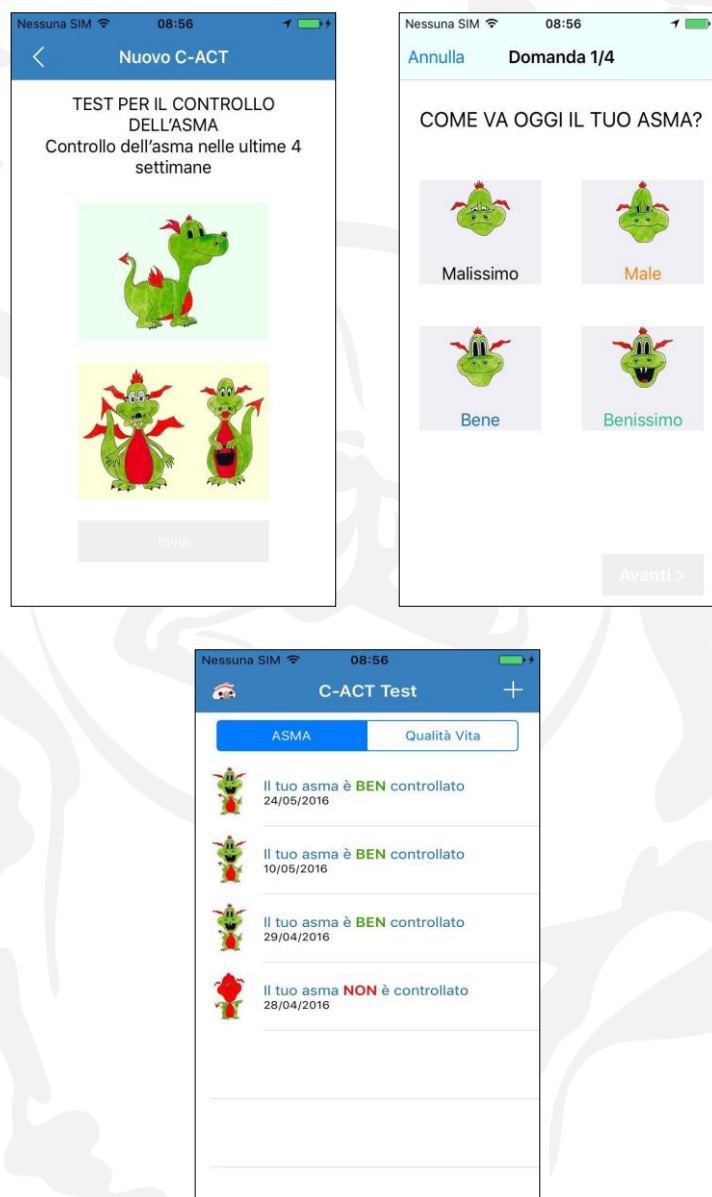 Nessuna SIM 08:56
Nuovo C-ACT
TEST PER IL CONTROLLO
DELL'ASMA
Controllo dell'asma nelle ultime 4
settimane
Invia
Nessuna SIM 08:56
Annulla Domanda 1/4
COME VA OGGI IL TUO ASMA?
Malissimo Male
Bene Benissimo
Avanti >
Nessuna SIM 08:56
C-ACT Test
ASMA Qualità Vita
Il tuo asma è BEN controllato
24/05/2016
Il tuo asma è BEN controllato
10/05/2016
Il tuo asma è BEN controllato
29/04/2016
Il tuo asma NON è controllato
28/04/2016